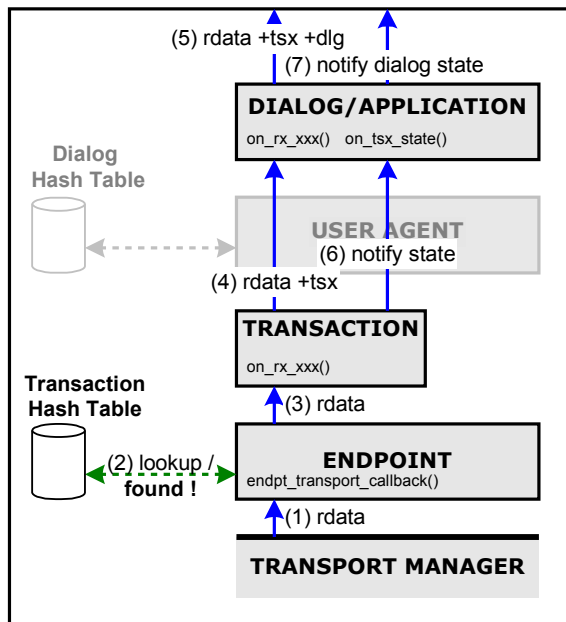 (5) rdata +tsx +dlg
(7) notify dialog state
DIALOG/APPLICATION
on_rx_xxx() on_tsx_state()
Dialog
Hash Table
USER AGENT
(6) notify state
(4) rdata +tsx
TRANSACTION
on_rx_xxx()
Transaction
Hash Table
(3) rdata
(2) lookup /
found !
ENDPOINT
endpt_transport_callback()
(1) rdata
TRANSPORT MANAGER